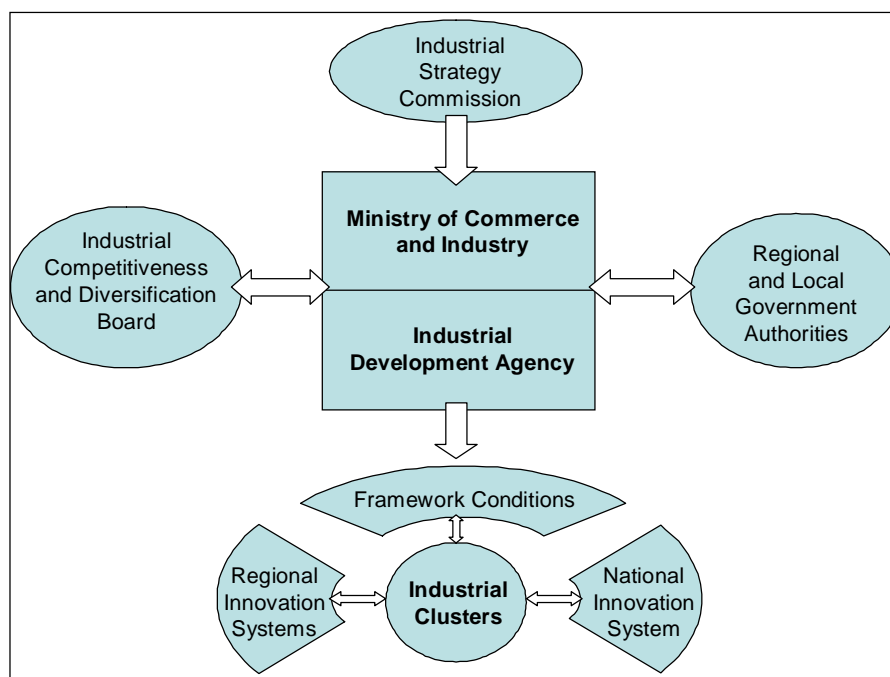 Industrial
Strategy
Commission
Ministry of Commerce
and Industry
Industrial
Competitiveness
and Diversification
Board
Regional
and Local
Government
Authorities
Industrial
Development Agency
Framework Conditions
Regional
Innovation
Systems
Industrial
Clusters
National
Innovation
System